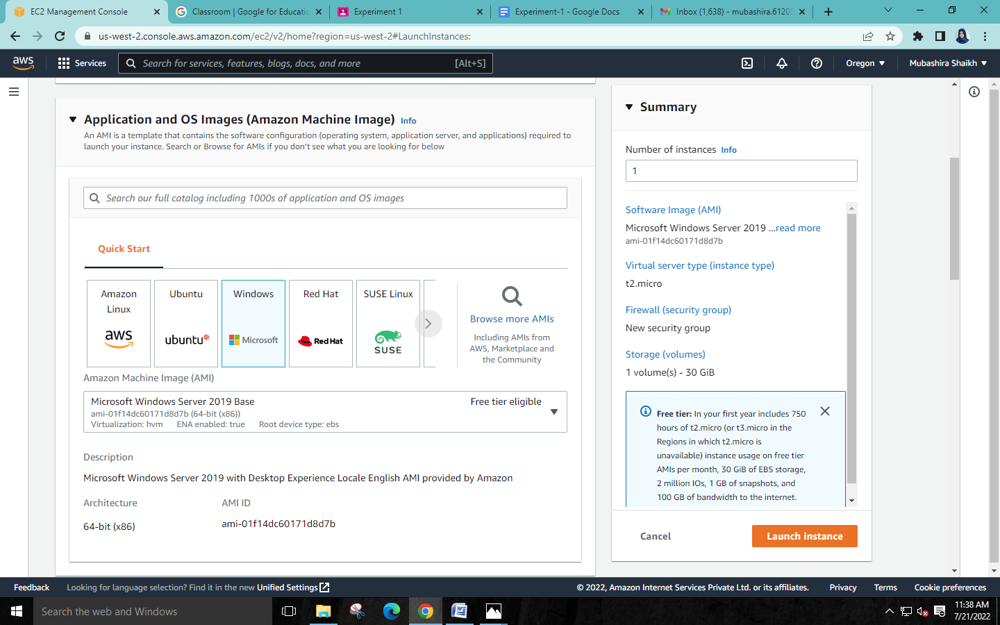 EC2 Management Console
Classroom | Google for Educatio
Experiment 1
Experiment-1 - Google Docs
Inbox (1,638) - mubashira.6120
us-west-2.console.aws.amazon.com/ec2/v2/home?region=us-west-2#LaunchInstances:
aws
Services
Search for services, features, blogs, docs, and more
[Alt+S]
Oregon
Mubashira Shaikh
Application and OS Images (Amazon Machine Image) Info
An AMI is a template that contains the software configuration (operating system, application server, and applications) required to
launch your instance. Search or Browse for AMIs if you don't see what you are looking for below
Search our full catalog including 1000s of application and OS images
Quick Start
Amazon
Linux
aws
Ubuntu
ubuntu
Windows
Microsoft
Red Hat
Red Hat
SUSE Linux
SUSE
Browse more AMIs
Including AMIs from
AWS, Marketplace and
the Community
Amazon Machine Image (AMI)
Microsoft Windows Server 2019 Base
Free tier eligible
ami-01f14dc60171d8d7b (64-bit (x86))
Virtualization: hvm ENA enabled: true Root device type: ebs
Description
Microsoft Windows Server 2019 with Desktop Experience Locale English AMI provided by Amazon
Architecture
AMI ID
64-bit (x86)
ami-01f14dc60171d8d7b
Summary
Number of instances Info
1
Software Image (AMI)
Microsoft Windows Server 2019 ...read more
ami-01f14dc60171d8d7b
Virtual server type (instance type)
t2.micro
Firewall (security group)
New security group
Storage (volumes)
1 volume(s) - 30 GiB
Free tier: In your first year includes 750
hours of t2.micro (or t3.micro in the
Regions in which t2.micro is
unavailable) instance usage on free tier
AMIs per month, 30 GiB of EBS storage,
2 million IOs, 1 GB of snapshots, and
100 GB of bandwidth to the internet.
Cancel
Launch instance
Feedback
Looking for language selection? Find it in the new Unified Settings
© 2022, Amazon Internet Services Private Ltd. or its affiliates.
Privacy
Terms
Cookie preferences
Search the web and Windows
11:38 AM
7/21/2022